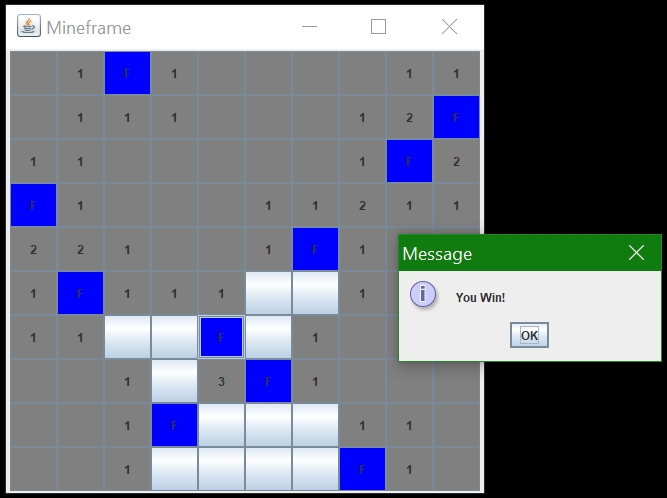 Mineframe
1 F 1 1 1
1 1 1 1 2 F
1 1 1 F 2
F 1 1 1 2 1 1
2 2 1 1 F 1
1 F 1 1 1 1
1 1 F 1
1 3 F 1
1 F 1 1
1 F 1
Message
You Win!
OK